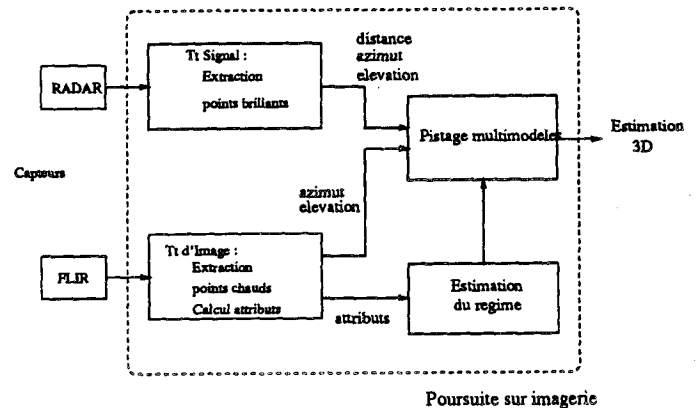 Tt Signal :
Extraction
points brillants
distance
azimut
elevation
RADAR
Pistage multimodeles
Estimation
3D
Capteurs
azimut
elevation
Tt d'Image :
Extraction
points chauds
Calcul attributs
FLIR
Estimation
du regime
attributs
Poursuite sur imagerie